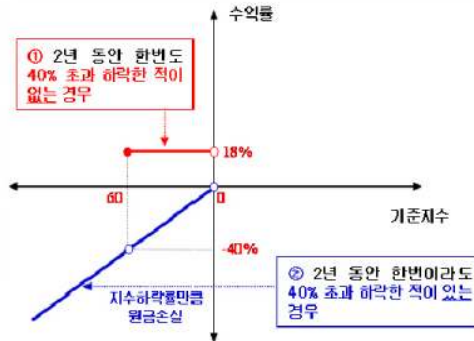 수익률
① 2년 동안 한번도
40% 초과 하락한 적이
없는 경우
18%
60
0
기준지수
-40%
② 2년 동안 한번이라도
40% 초과 하락한 적이 있는
경우
지수하락률만큼
원금손실